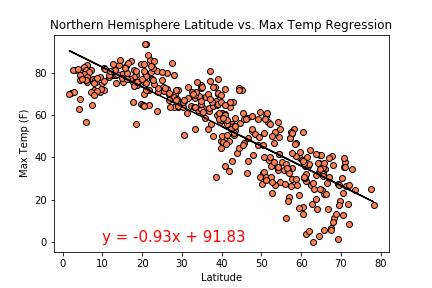 Northern Hemisphere Latitude vs. Max Temp Regression
Max Temp (F)
80
60
40
20
0
y = -0.93x + 91.83
0 10 20 30 40 50 60 70 80
Latitude